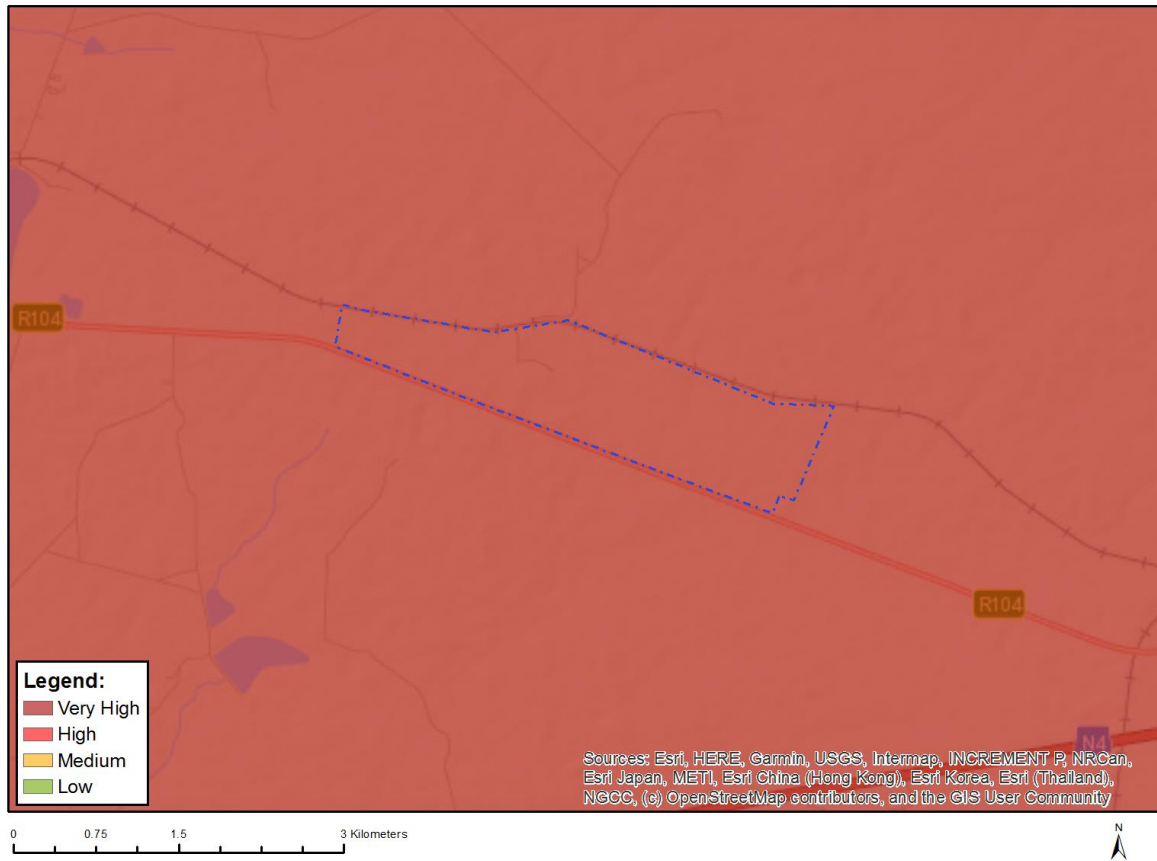 R104
R104
N4
Legend:
Very High
High
Medium
Low
Sources: Esri, HERE, Garmin, USGS, Intermap, INCREMENT P, NRCan,
Esri Japan, METI, Esri China (Hong Kong), Esri Korea, Esri (Thailand),
NGCC, (c) OpenStreetMap contributors, and the GIS User Community
0 0.75 1.5 3 Kilometers
N